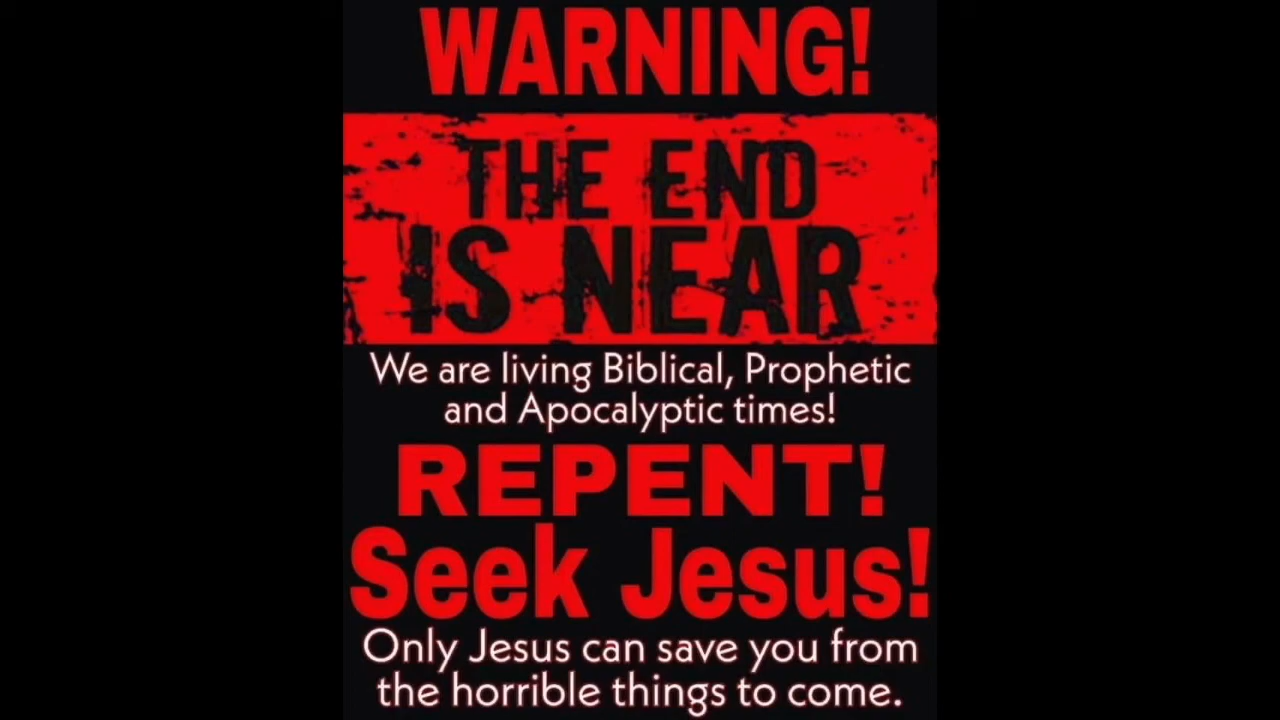 WARNING!
THE END
IS NEAR
We are living Biblical, Prophetic
and Apocalyptic times!
REPENT!
Seek Jesus!
Only Jesus can save you from
the horrible things to come.